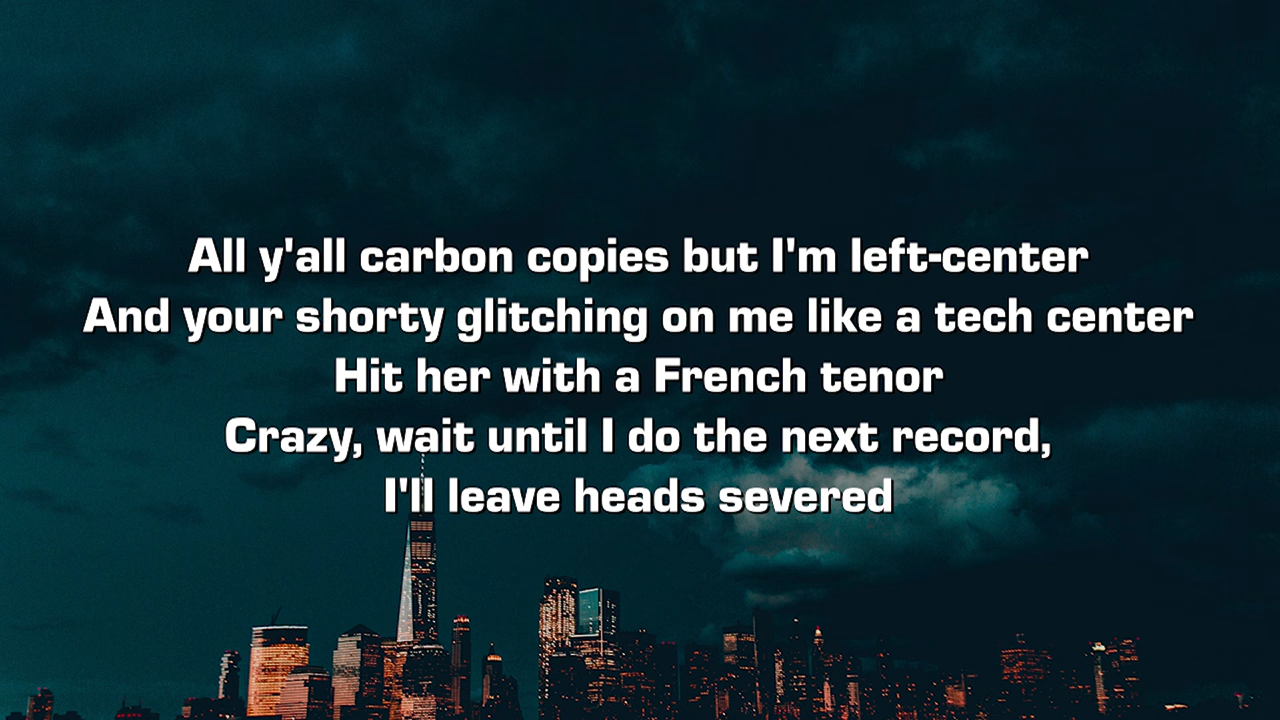 All y'all carbon copies but I'm left-center
And your shorty glitching on me like a tech center
Hit her with a French tenor
Crazy, wait until I do the next record,
I'll leave heads severed